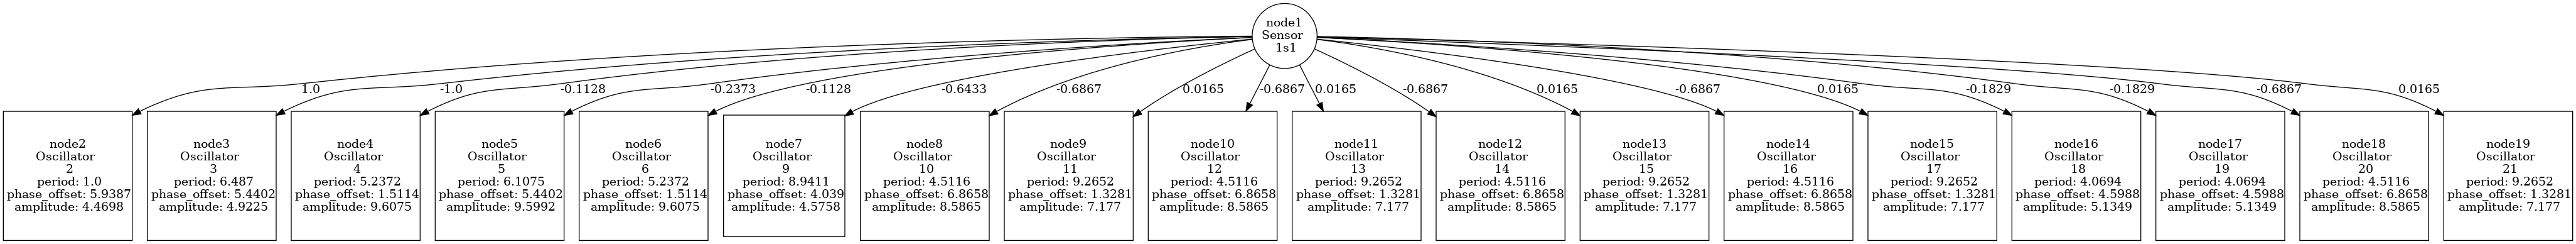 node1
Sensor
1s1
1.0
-1.0
-0.1128
-0.2373
-0.1128
-0.6433
-0.6867
0.0165
-0.6867
0.0165
-0.6867
0.0165
-0.6867
0.0165
-0.1829
-0.1829
-0.6867
0.0165
node2
Oscillator
2
period: 1.0
phase_offset: 5.9387
amplitude: 4.4698
node3
Oscillator
3
period: 6.487
phase_offset: 5.4402
amplitude: 4.9225
node4
Oscillator
4
period: 5.2372
phase_offset: 1.5114
amplitude: 9.6075
node5
Oscillator
5
period: 6.1075
phase_offset: 5.4402
amplitude: 9.5992
node6
Oscillator
6
period: 5.2372
phase_offset: 1.5114
amplitude: 9.6075
node7
Oscillator
9
period: 8.9411
phase_offset: 4.039
amplitude: 4.5758
node8
Oscillator
10
period: 4.5116
phase_offset: 6.8658
amplitude: 8.5865
node9
Oscillator
11
period: 9.2652
phase_offset: 1.3281
amplitude: 7.177
node10
Oscillator
12
period: 4.5116
phase_offset: 6.8658
amplitude: 8.5865
node11
Oscillator
13
period: 9.2652
phase_offset: 1.3281
amplitude: 7.177
node12
Oscillator
14
period: 4.5116
phase_offset: 6.8658
amplitude: 8.5865
node13
Oscillator
15
period: 9.2652
phase_offset: 1.3281
amplitude: 7.177
node14
Oscillator
16
period: 4.5116
phase_offset: 6.8658
amplitude: 8.5865
node15
Oscillator
17
period: 9.2652
phase_offset: 1.3281
amplitude: 7.177
node16
Oscillator
18
period: 4.0694
phase_offset: 4.5988
amplitude: 5.1349
node17
Oscillator
19
period: 4.0694
phase_offset: 4.5988
amplitude: 5.1349
node18
Oscillator
20
period: 4.5116
phase_offset: 6.8658
amplitude: 8.5865
node19
Oscillator
21
period: 9.2652
phase_offset: 1.3281
amplitude: 7.177